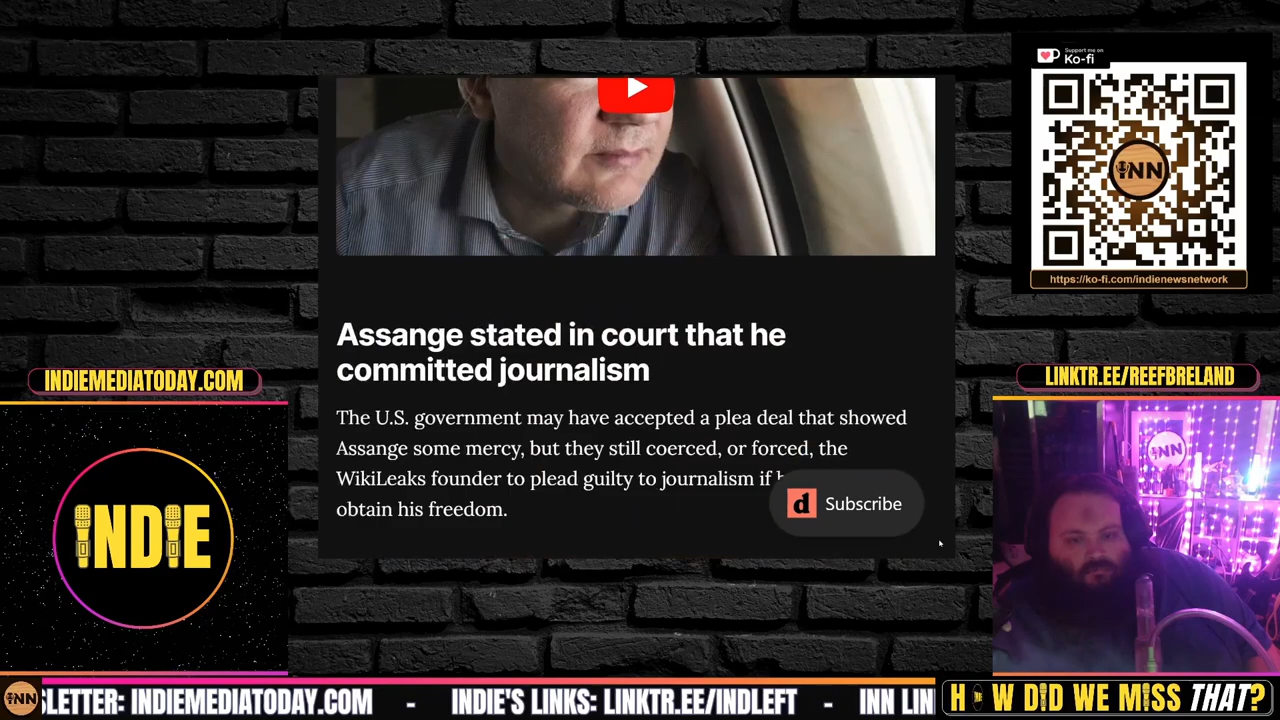 Support me on
Ko-fi
iNN
https://ko-fi.com/indienewsnetwork
Assange stated in court that he
committed journalism
The U.S. government may have accepted a plea deal that showed
Assange some mercy, but they still coerced, or forced, the
WikiLeaks founder to plead guilty to journalism if
obtain his freedom.
d Subscribe
INDIEMEDIATODAY.COM
LINKTR.EE/REEFBRELAND
iNN
INDIE
iNN
SLETTER: INDIEMEDIATODAY.COM - INDIE'S LINKS: LINKTR.EE/INDLEFT - INN LIN
HOW DID WE MISS THAT?